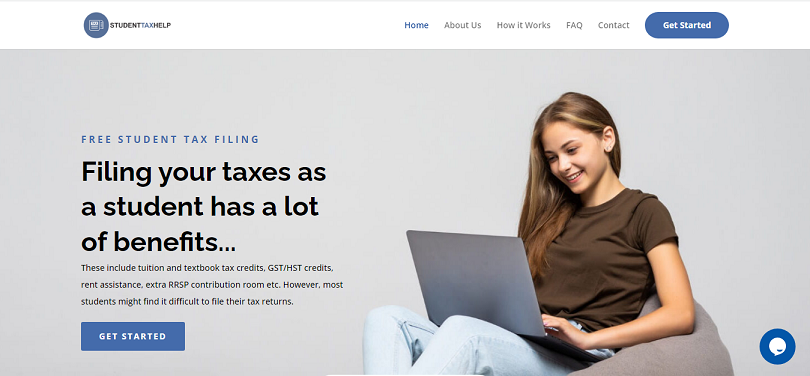 STUDENTTAXHELP
Home
About Us
How it Works
FAQ
Contact
Get Started
FREE STUDENT TAX FILING
Filing your taxes as
a student has a lot
of benefits...
These include tuition and textbook tax credits, GST/HST credits,
rent assistance, extra RRSP contribution room etc. However, most
students might find it difficult to file their tax returns.
GET STARTED